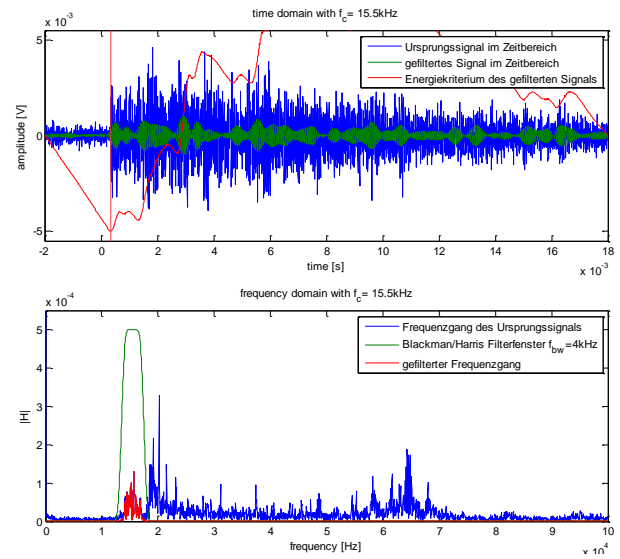 time domain with f_c= 15.5kHz
x 10^-3
5
0
-5
amplitude [V]
Ursprungssignal im Zeitbereich
gefiltertes Signal im Zeitbereich
Energiekriterium des gefilterten Signals
-2 0 2 4 6 8 10 12 14 16 18
time [s]
x 10^-3
frequency domain with f_c= 15.5kHz
x 10^-4
5
4
3
2
1
0
|H|
Frequenzgang des Ursprungssignals
Blackman/Harris Filterfenster f_bw=4kHz
gefilterter Frequenzgang
0 1 2 3 4 5 6 7 8 9 10
frequency [Hz]
x 10^4